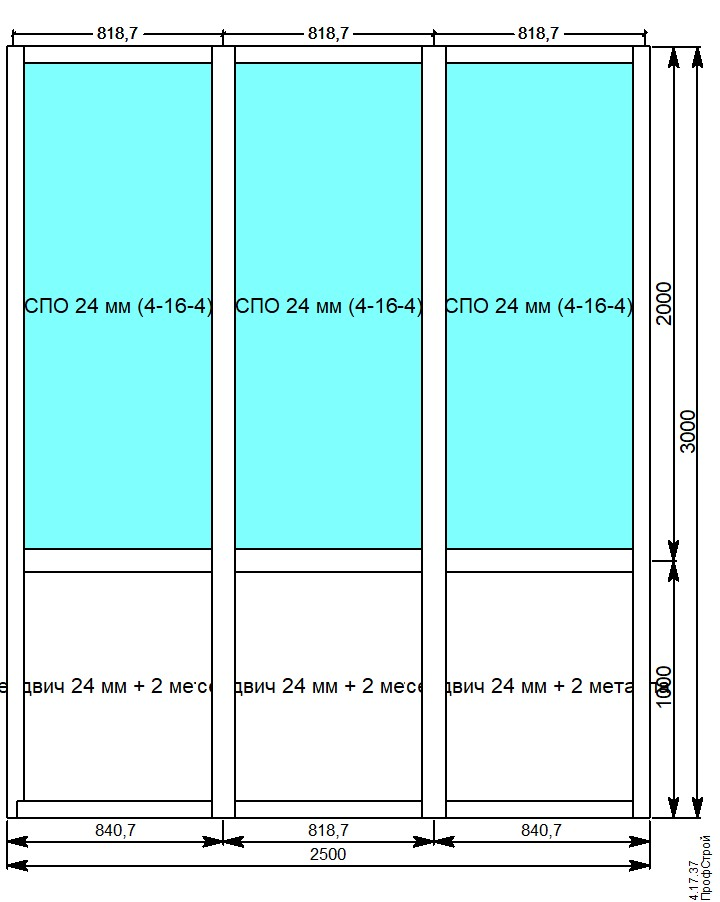 818,7 818,7 818,7
СПО 24 мм (4-16-4) СПО 24 мм (4-16-4) СПО 24 мм (4-16-4)
2000
3000
двич 24 мм + 2 ме двич 24 мм + 2 ме двич 24 мм + 2 мета
1000
840,7 818,7 840,7
2500
4.17.37
ПрофСтрой